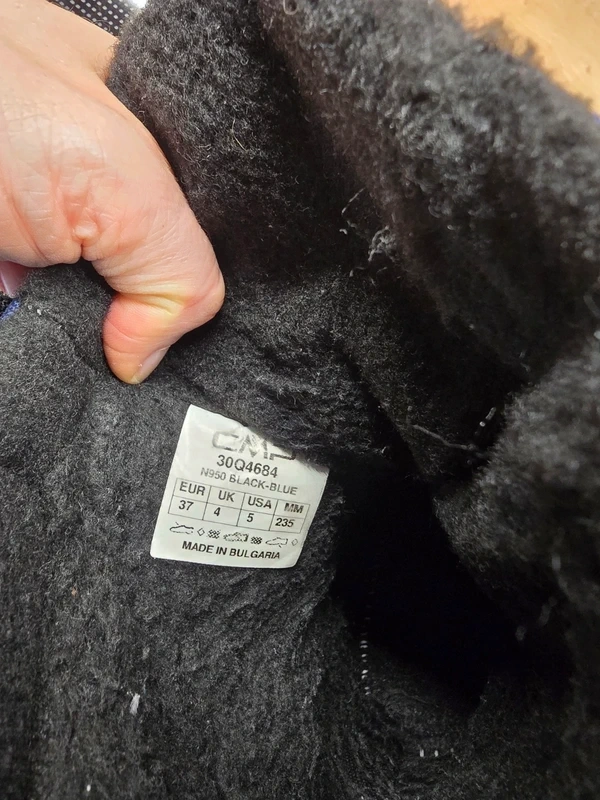 CMP
30Q4684
N950 BLACK-BLUE
EUR UK USA MM
37 4 5 235
MADE IN BULGARIA